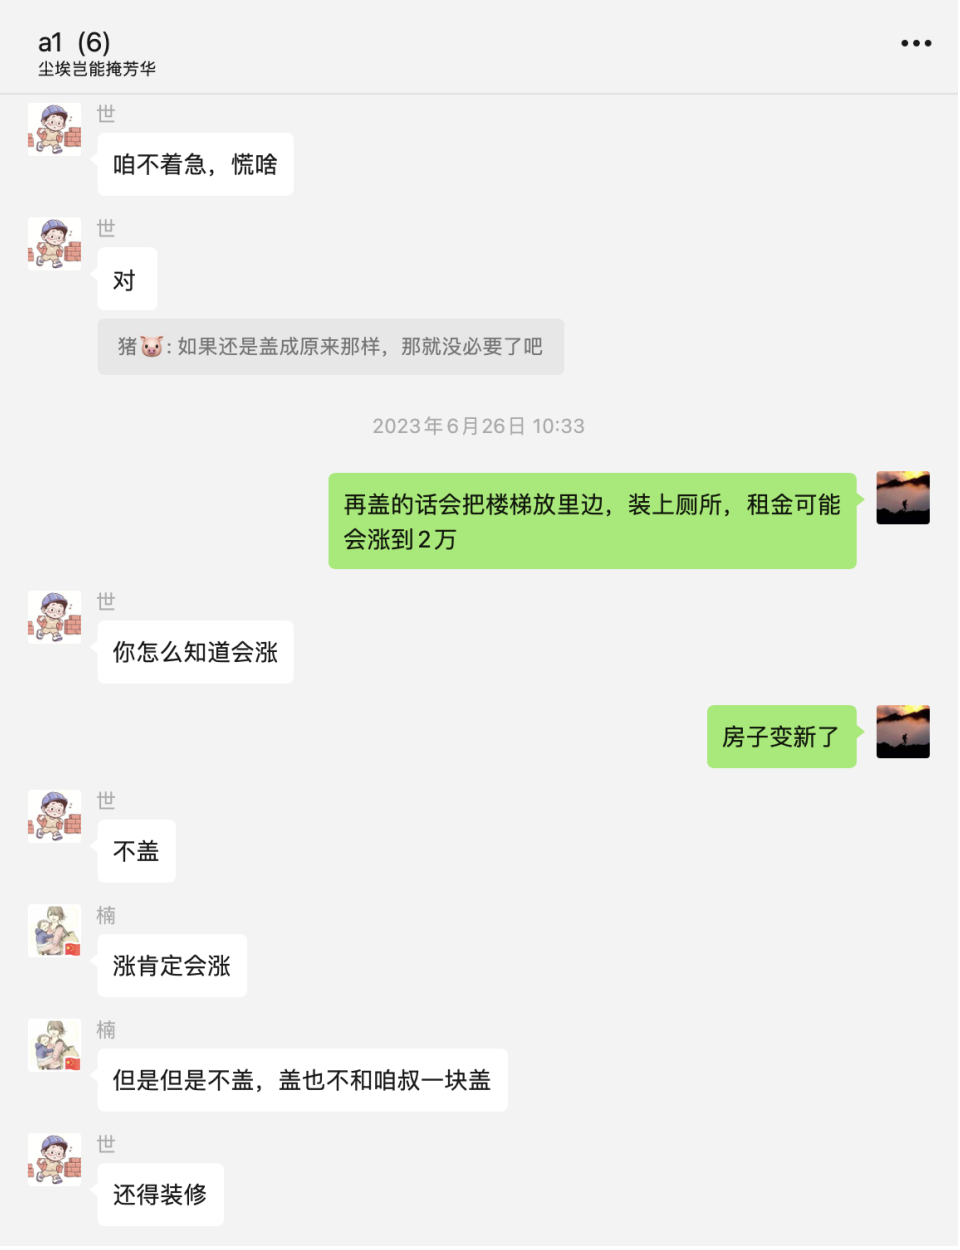 a1 (6)
尘埃岂能掩芳华
世
咱不着急，慌啥
世
对
猪🐷: 如果还是盖成原来那样，那就没必要了吧
2023年6月26日 10:33
再盖的话会把楼梯放里边，装上厕所，租金可能
会涨到2万
世
你怎么知道会涨
房子变新了
世
不盖
楠
涨肯定会涨
楠
但是但是不盖，盖也不和咱叔一块盖
世
还得装修